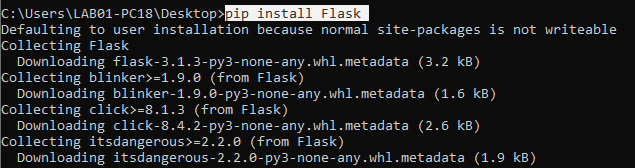 C:\Users\LAB01-PC18\Desktop>pip install Flask
Defaulting to user installation because normal site-packages is not writeable
Collecting Flask
  Downloading flask-3.1.3-py3-none-any.whl.metadata (3.2 kB)
Collecting blinker>=1.9.0 (from Flask)
  Downloading blinker-1.9.0-py3-none-any.whl.metadata (1.6 kB)
Collecting click>=8.1.3 (from Flask)
  Downloading click-8.4.2-py3-none-any.whl.metadata (2.6 kB)
Collecting itsdangerous>=2.2.0 (from Flask)
  Downloading itsdangerous-2.2.0-py3-none-any.whl.metadata (1.9 kB)